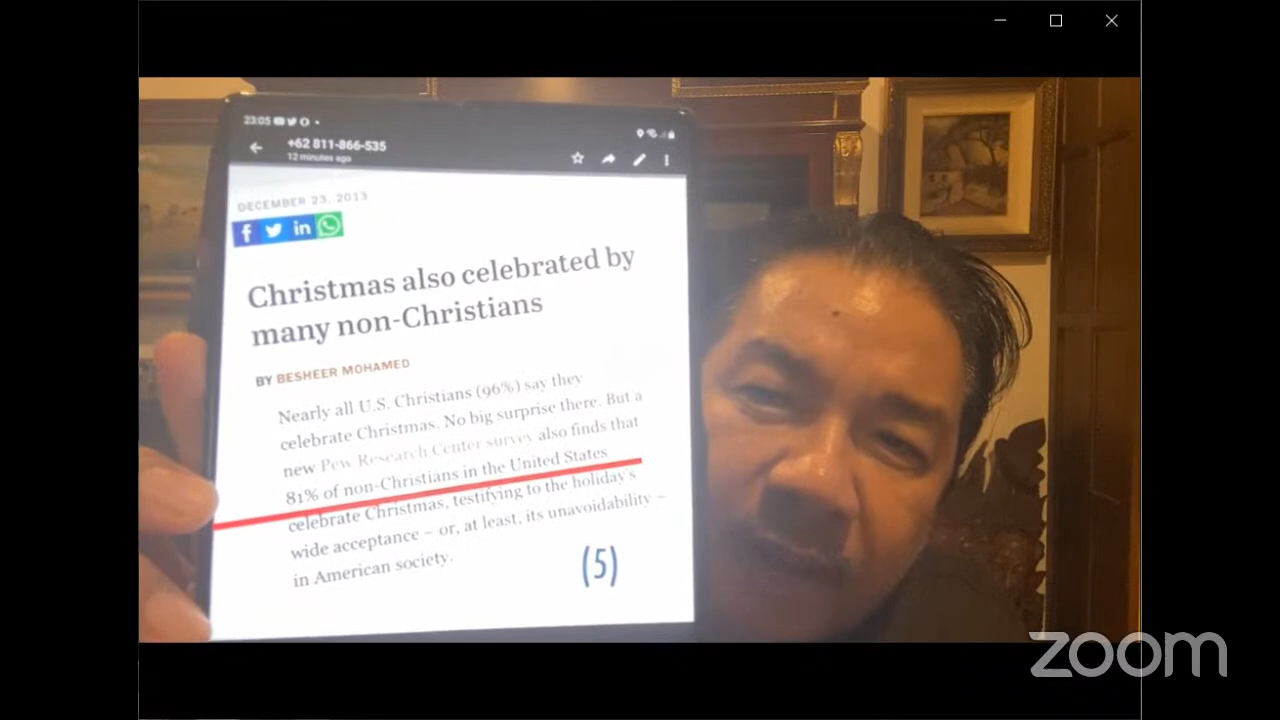 23:05
+62 811-866-535
12 minutes ago
DECEMBER 23, 2013
f in
Christmas also celebrated by
many non-Christians
BY BESHEER MOHAMED
Nearly all U.S. Christians (96%) say they
celebrate Christmas. No big surprise there. But a
new Pew Research Center survey also finds that
81% of non-Christians in the United States
celebrate Christmas, testifying to the holiday's
wide acceptance – or, at least, its unavoidability –
in American society.
(5)
zoom